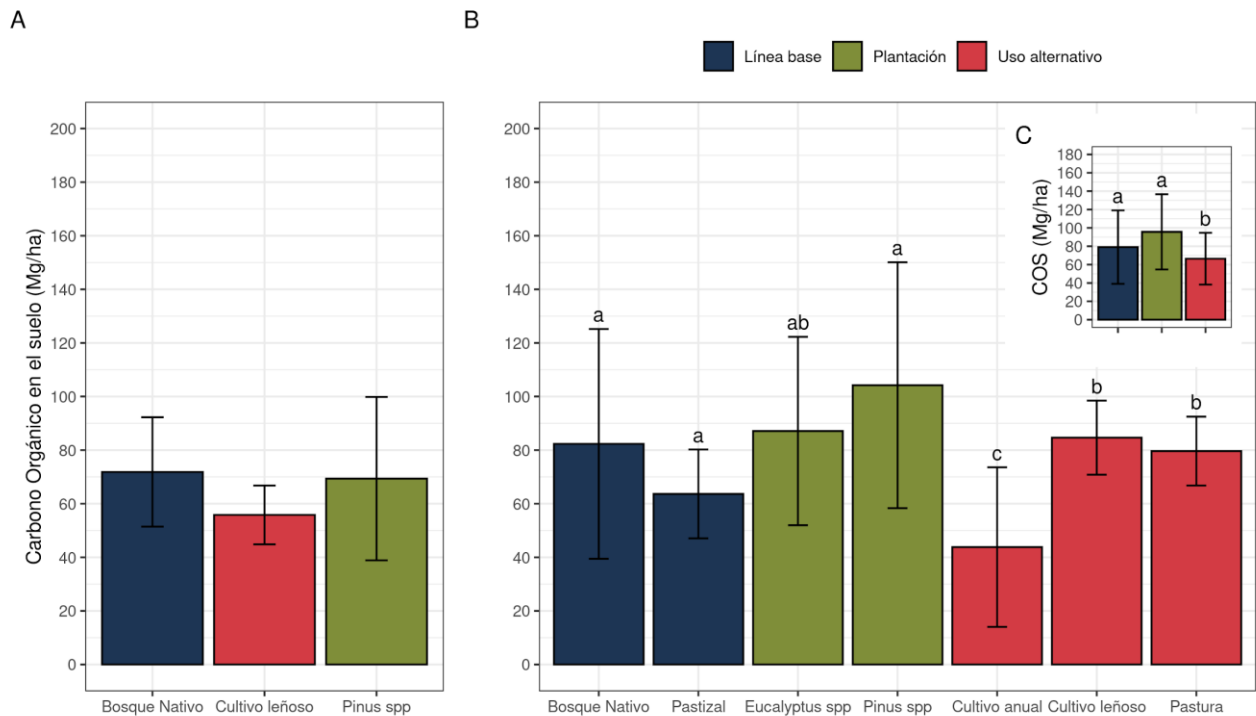 A
B
Línea base
Plantación
Uso alternativo
Carbono Orgánico en el suelo (Mg/ha)
200
180
160
140
120
100
80
60
40
20
0
Bosque Nativo
Cultivo leñoso
Pinus spp
200
180
160
140
120
100
80
60
40
20
0
a
a
ab
a
c
b
b
Bosque Nativo
Pastizal
Eucalyptus spp
Pinus spp
Cultivo anual
Cultivo leñoso
Pastura
C
COS (Mg/ha)
180
160
140
120
100
80
60
40
20
0
a
a
b